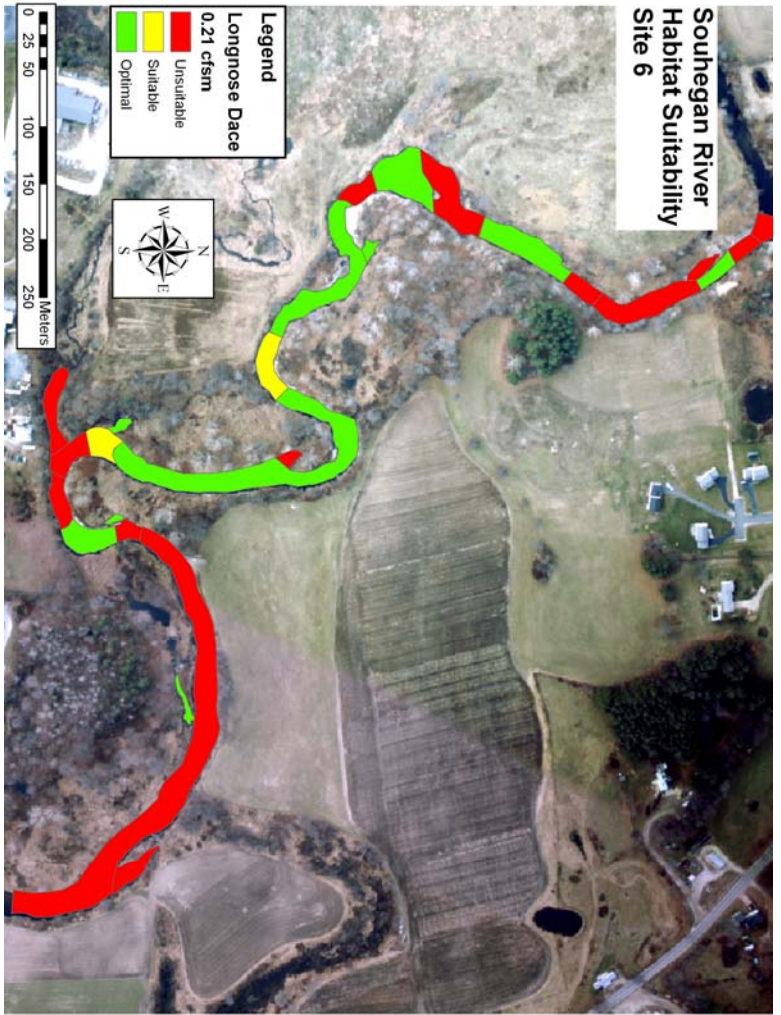 Souhegan River
Habitat Suitability
Site 6
Legend
Longnose Dace
0.21 cfsm
Unsuitable
Suitable
Optimal
N
W
E
S
0 25 50 100 150 200 250
Meters